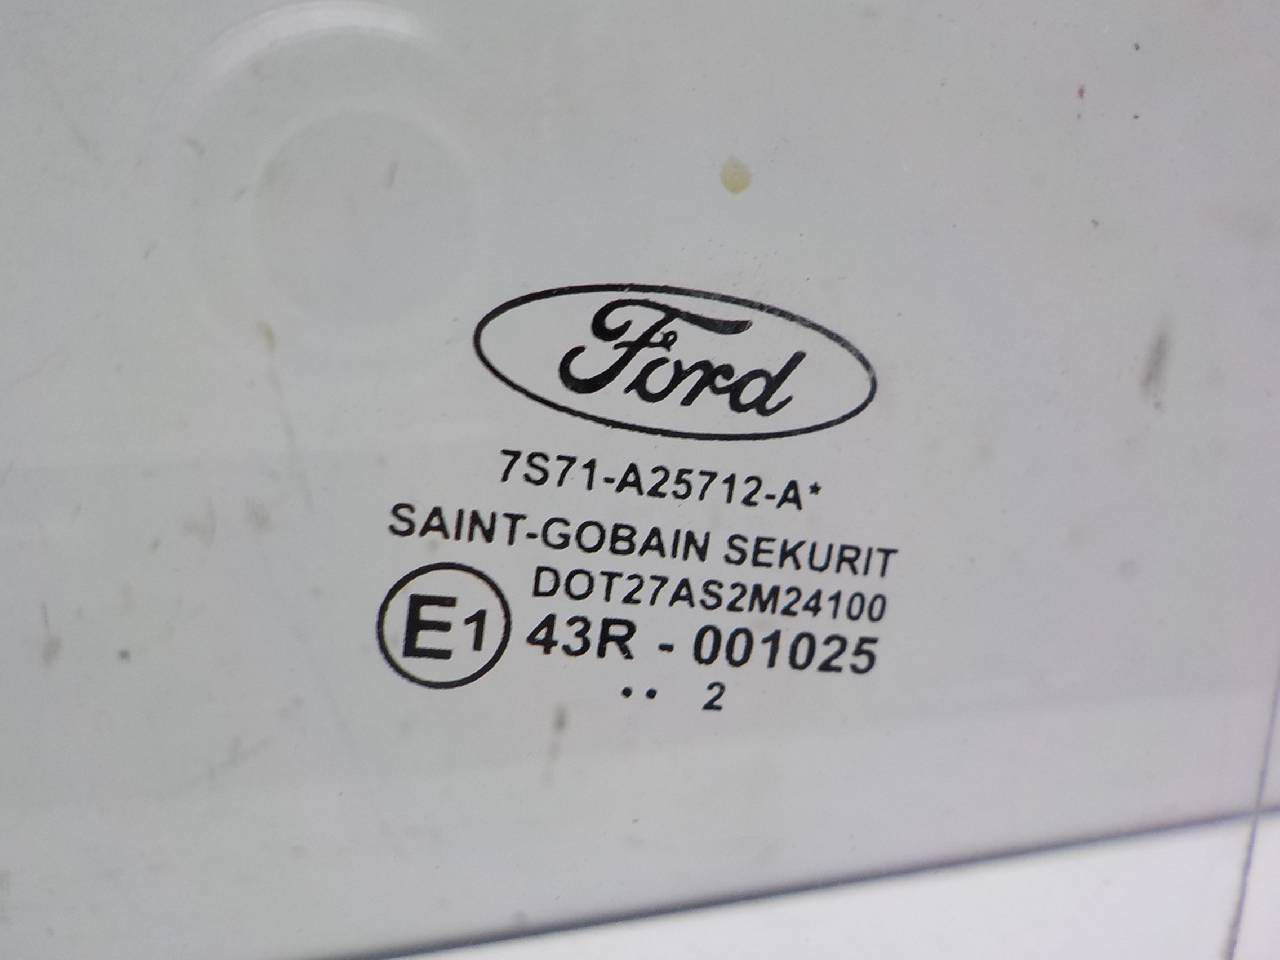 Ford
7S71-A25712-A*
SAINT-GOBAIN SEKURIT
DOT27AS2M24100
E1 43R - 001025
•• 2